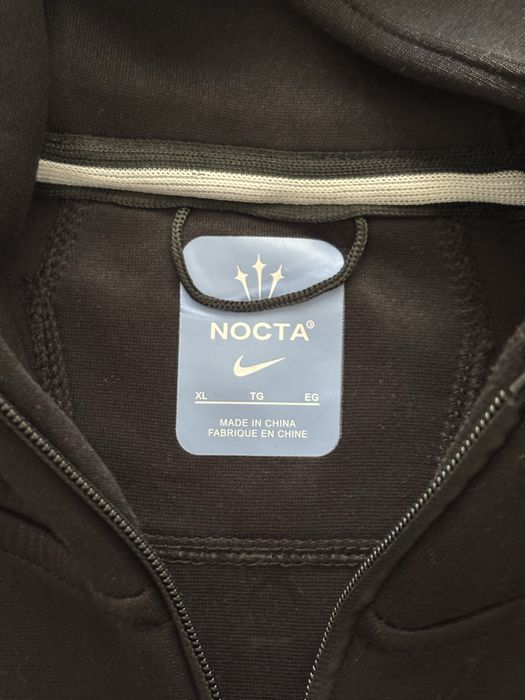 NOCTA®
XL TG EG
MADE IN CHINA
FABRIQUE EN CHINE